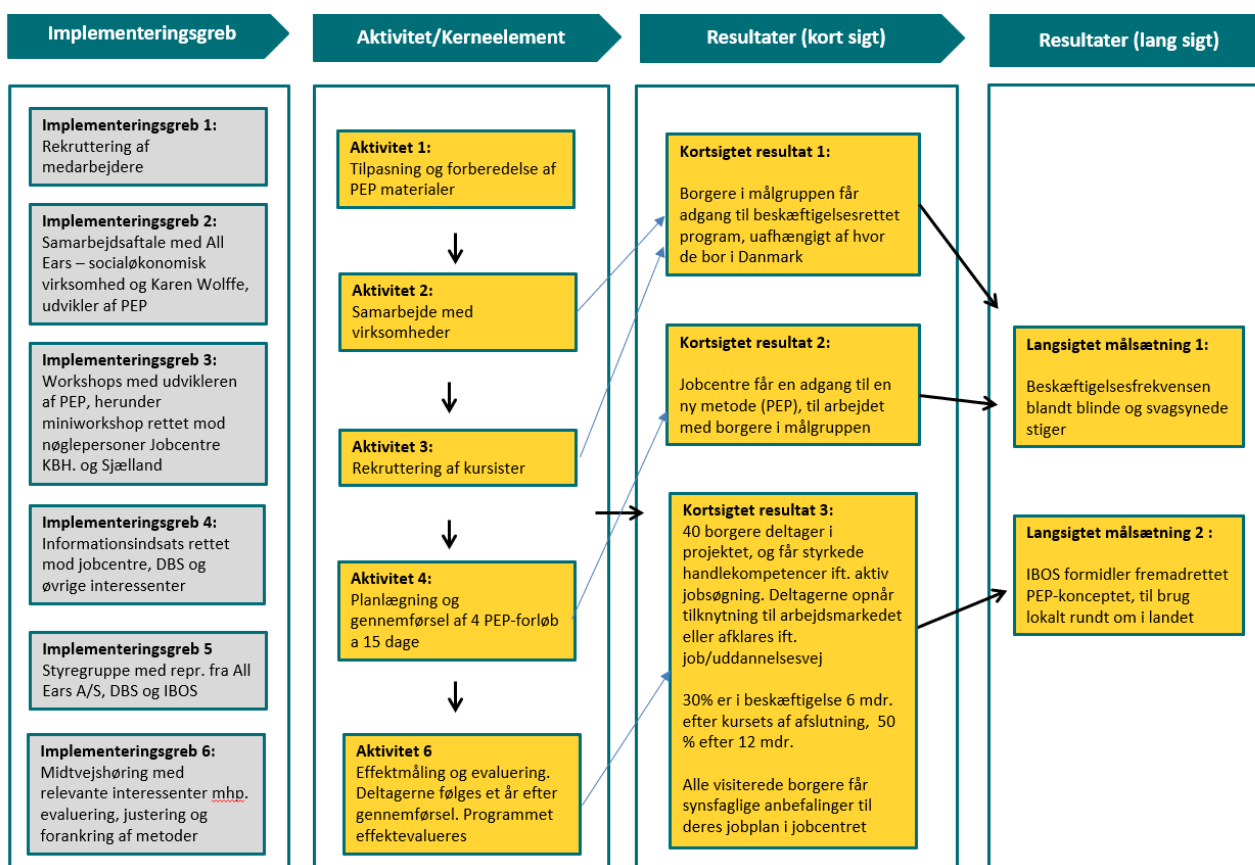 Implementeringsgreb
Aktivitet/Kerneelement
Resultater (kort sigt)
Resultater (lang sigt)
Implementeringsgreb 1:
Rekruttering af
medarbejdere
Implementeringsgreb 2:
Samarbejdsaftale med All
Ears – socialøkonomisk
virksomhed og Karen Wolffe,
udvikler af PEP
Implementeringsgreb 3:
Workshops med udvikleren
af PEP, herunder
miniworkshop rettet mod
nøglepersoner Jobcentre
KBH. og Sjælland
Implementeringsgreb 4:
Informationsindsats rettet
mod jobcentre, DBS og
øvrige interessenter
Implementeringsgreb 5
Styregruppe med repr. fra All
Ears A/S, DBS og IBOS
Implementeringsgreb 6:
Midtvejshøring med
relevante interessenter mhp.
evaluering, justering og
forankring af metoder
Aktivitet 1:
Tilpasning og forberedelse af
PEP materialer
Aktivitet 2:
Samarbejde med
virksomheder
Aktivitet 3:
Rekruttering af kursister
Aktivitet 4:
Planlægning og
gennemførsel af 4 PEP-forløb
a 15 dage
Aktivitet 6
Effektmåling og evaluering.
Deltagerne følges et år efter
gennemførsel. Programmet
effektevalueres
Kortsigtet resultat 1:
Borgere i målgruppen får
adgang til beskæftigelsesrettet
program, uafhængigt af hvor
de bor i Danmark
Kortsigtet resultat 2:
Jobcentre får en adgang til en
ny metode (PEP), til arbejdet
med borgere i målgruppen
Kortsigtet resultat 3:
40 borgere deltager i
projektet, og får styrkede
handlekompetencer ift. aktiv
jobsøgning. Deltagerne opnår
tilknytning til arbejdsmarkedet
eller afklares ift.
job/uddannelsesvej
30% er i beskæftigelse 6 mdr.
efter kursets af afslutning, 50
% efter 12 mdr.
Alle visiterede borgere får
synsfaglige anbefalinger til
deres jobplan i jobcentret
Langsigtet målsætning 1:
Beskæftigelsesfrekvensen
blandt blinde og svagsynede
stiger
Langsigtet målsætning 2 :
IBOS formidler fremadrettet
PEP-konceptet, til brug
lokalt rundt om i landet